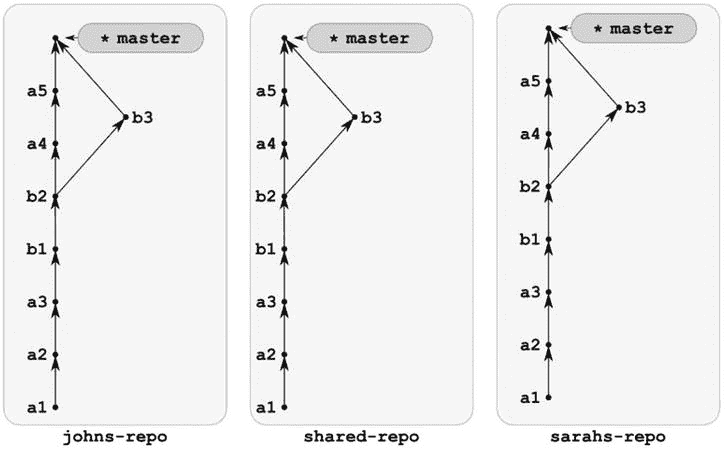 * master
a5
b3
a4
b2
b1
a3
a2
a1
johns-repo
* master
a5
b3
a4
b2
b1
a3
a2
a1
shared-repo
* master
a5
b3
a4
b2
b1
a3
a2
a1
sarahs-repo